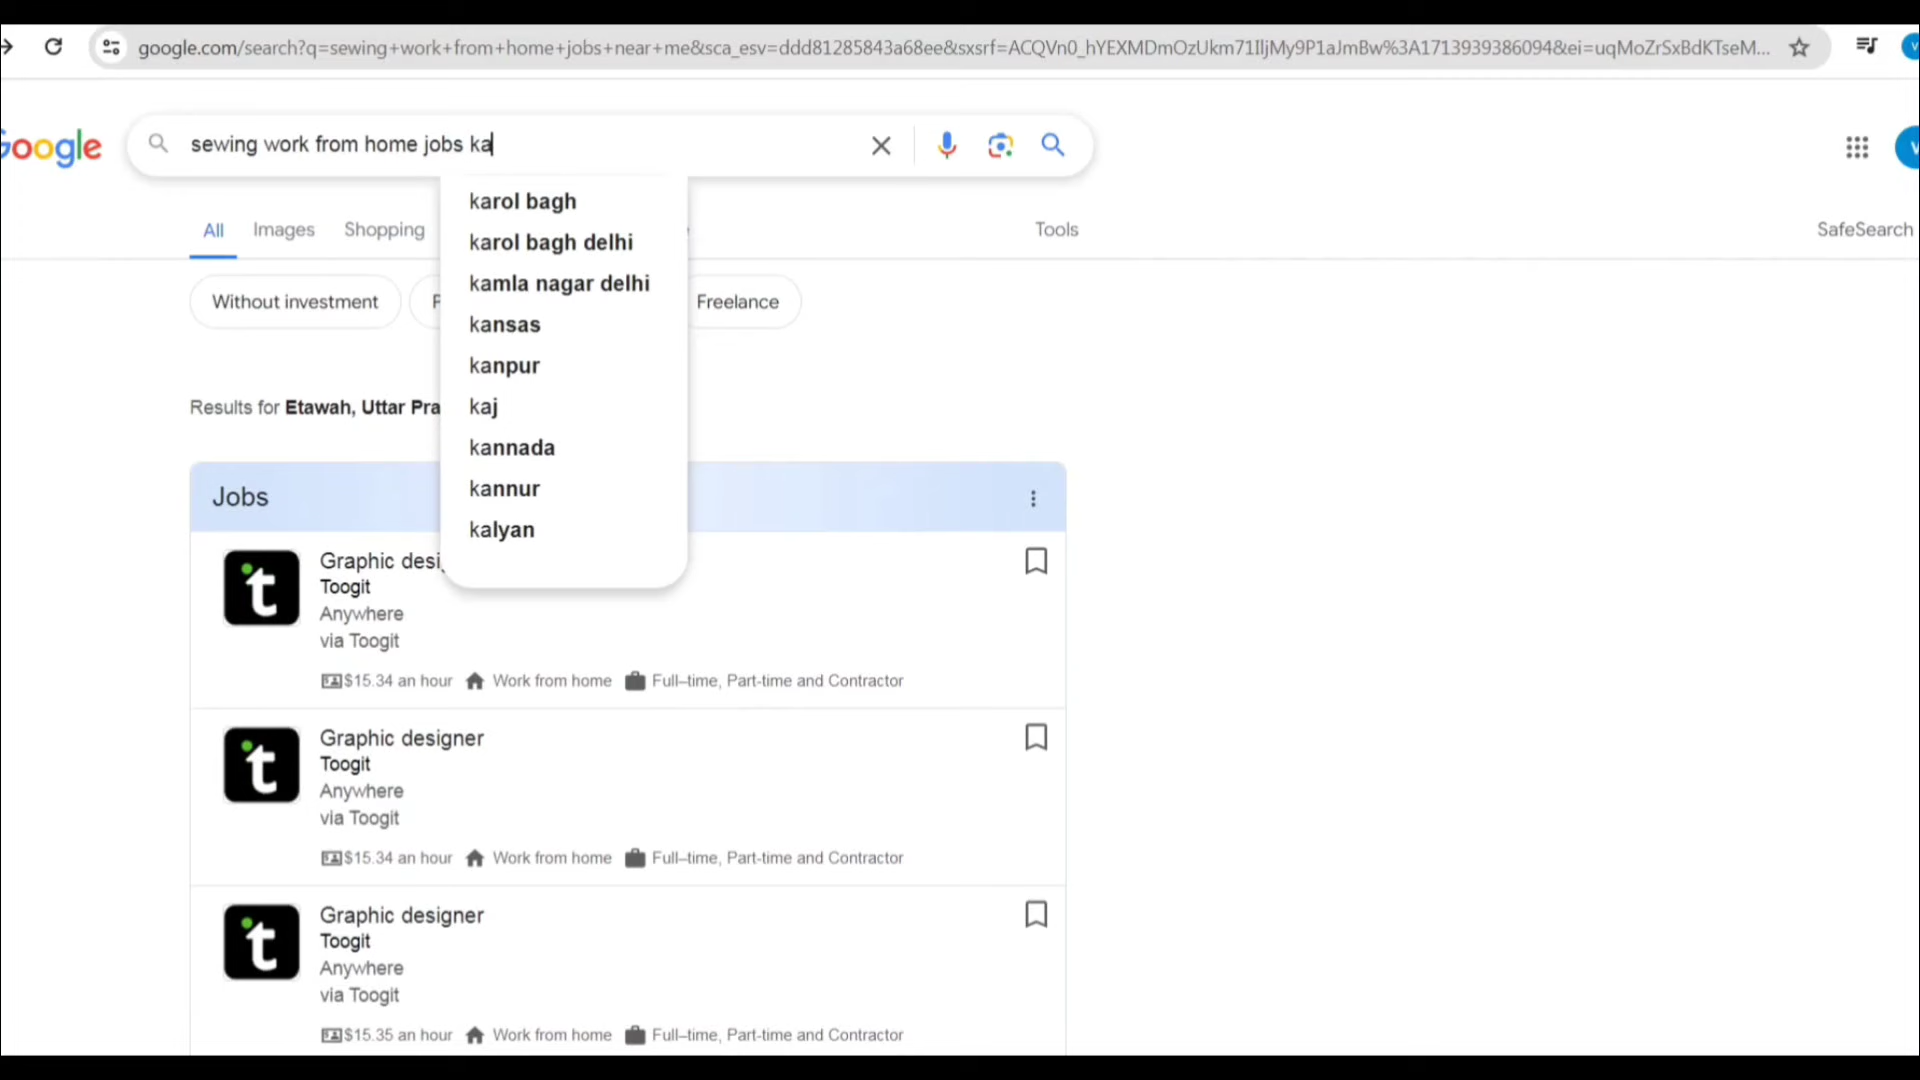 google.com/search?q=sewing+work+from+home+jobs+near+me&sca_esv=ddd81285843a68ee&sxsrf=ACQVn0_hYEXMDmOzUkm71IljMy9P1aJmBw%3A1713939386094&ei=uqMoZrSxBdKTseM...
Google
sewing work from home jobs ka
karol bagh
karol bagh delhi
kamla nagar delhi
kansas
kanpur
kaj
kannada
kannur
kalyan
All Images Shopping Tools SafeSearch
Without investment Freelance
Results for Etawah, Uttar Pra
Jobs
Graphic desi
Toogit
Anywhere
via Toogit
$15.34 an hour Work from home Full–time, Part-time and Contractor
Graphic designer
Toogit
Anywhere
via Toogit
$15.34 an hour Work from home Full–time, Part-time and Contractor
Graphic designer
Toogit
Anywhere
via Toogit
$15.35 an hour Work from home Full–time, Part-time and Contractor